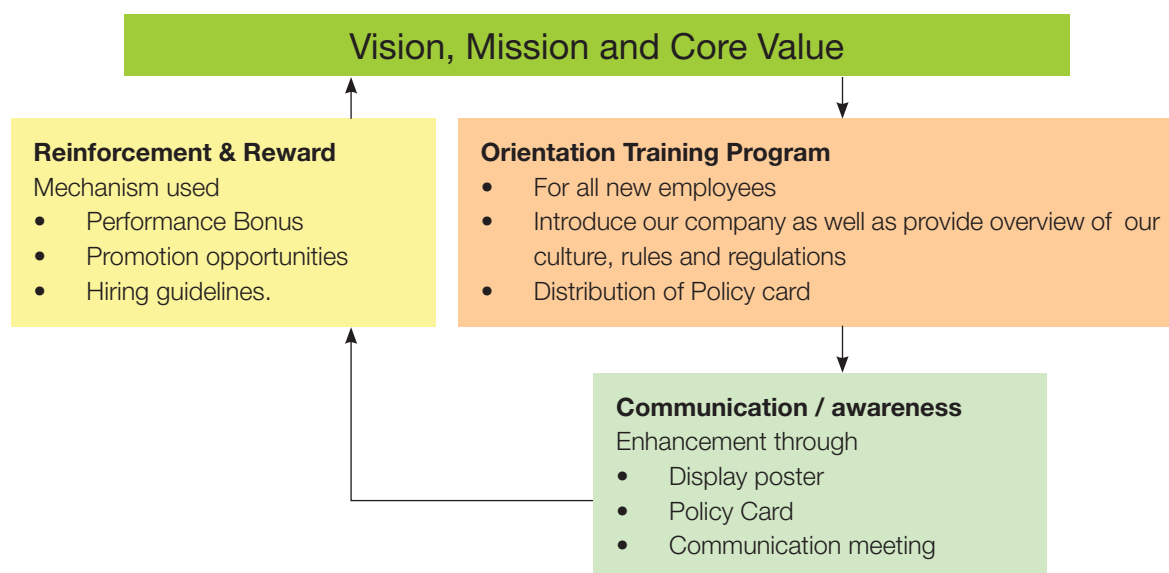 Vision, Mission and Core Value
Reinforcement & Reward
Mechanism used
• Performance Bonus
• Promotion opportunities
• Hiring guidelines.
Orientation Training Program
• For all new employees
• Introduce our company as well as provide overview of our
culture, rules and regulations
• Distribution of Policy card
Communication / awareness
Enhancement through
• Display poster
• Policy Card
• Communication meeting